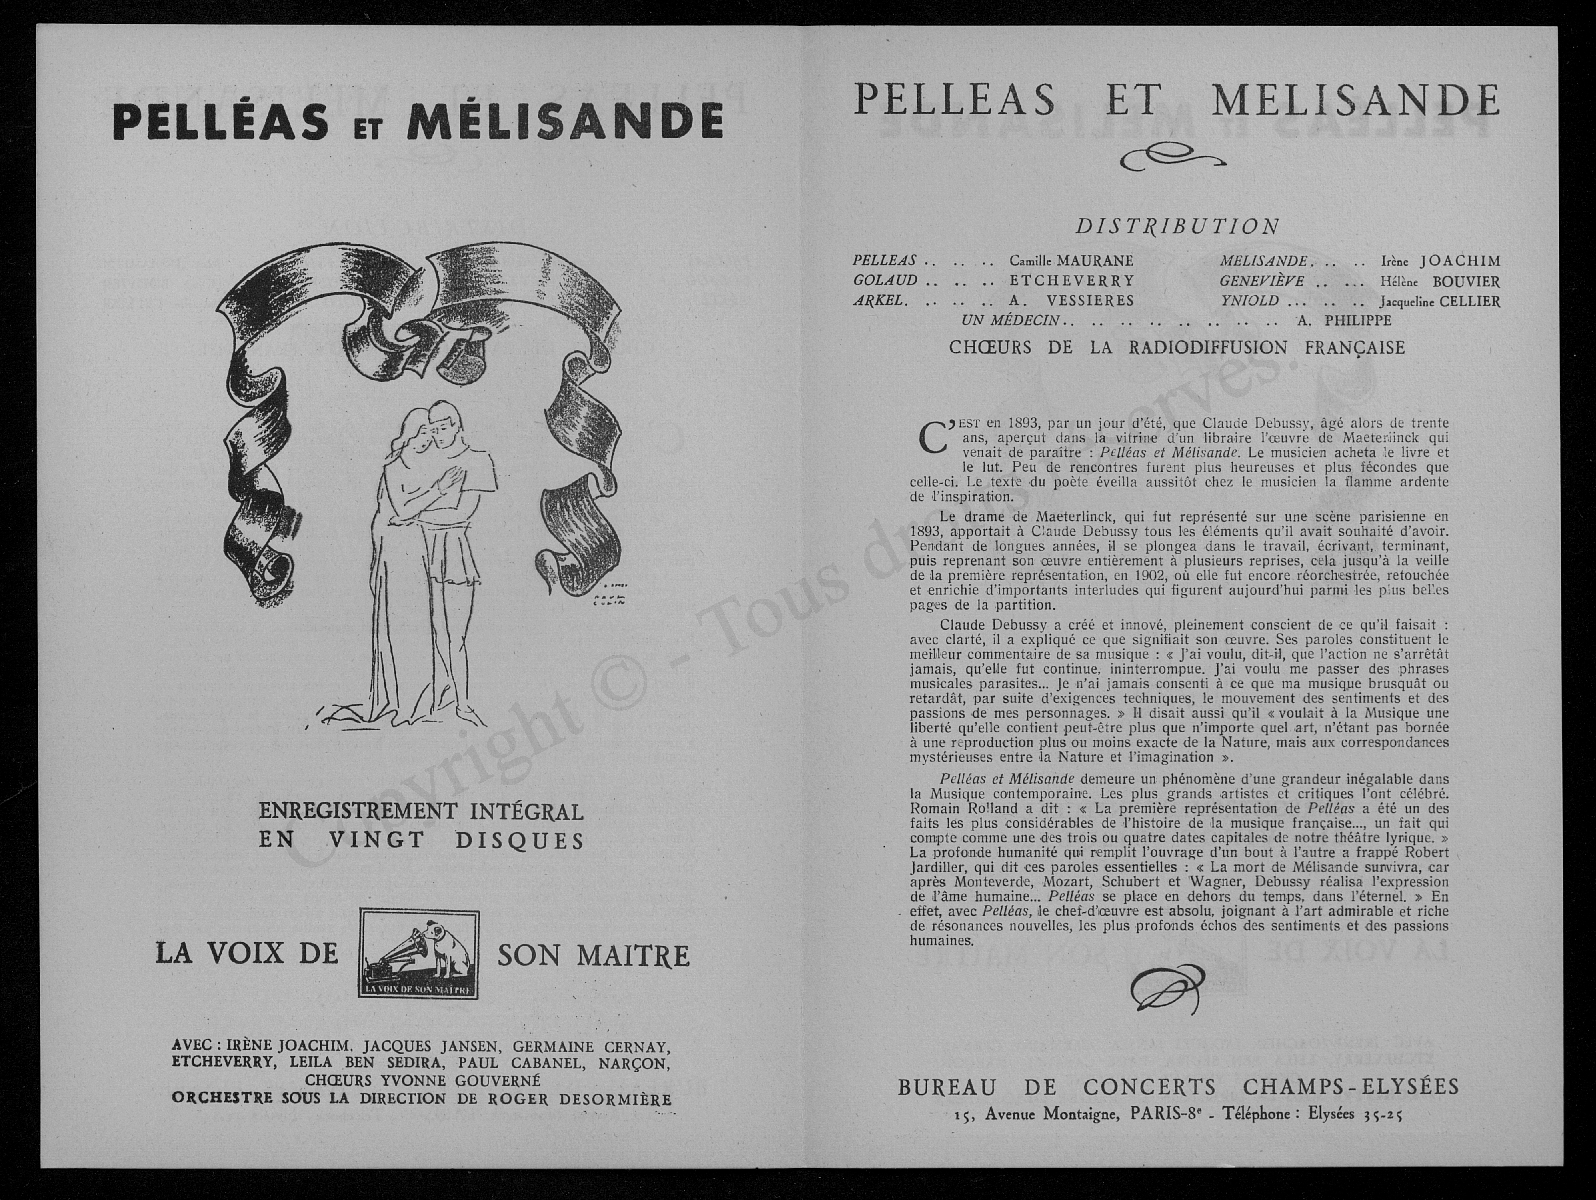 PELLÉAS ET MÉLISANDE
ENREGISTREMENT INTÉGRAL
EN VINGT DISQUES
LA VOIX DE SON MAITRE
LA VOIX DE SON MAÎTRE
AVEC : IRÈNE JOACHIM, JACQUES JANSEN, GERMAINE CERNAY,
ETCHEVERRY, LEILA BEN SEDIRA, PAUL CABANEL, NARÇON,
CHŒURS YVONNE GOUVERNÉ
ORCHESTRE SOUS LA DIRECTION DE ROGER DESORMIÈRE
PELLEAS ET MELISANDE
DISTRIBUTION
PELLEAS .. .. .. Camille MAURANE MELISANDE. .. .. Irène JOACHIM
GOLAUD .. .. .. ETCHEVERRY GENEVIÈVE .. ... Hélène BOUVIER
ARKEL. .. .. .. A. VESSIERES YNIOLD ... .. .. Jacqueline CELLIER
UN MÉDECIN .. .. .. .. .. .. .. .. A. PHILIPPE
CHŒURS DE LA RADIODIFFUSION FRANÇAISE
C'EST en 1893, par un jour d'été, que Claude Debussy, âgé alors de trente
ans, aperçut dans la vitrine d'un libraire l'œuvre de Maeterlinck qui
venait de paraître : Pelléas et Mélisande. Le musicien acheta le livre et
le lut. Peu de rencontres furent plus heureuses et plus fécondes que
celle-ci. Le texte du poète éveilla aussitôt chez le musicien la flamme ardente
de l'inspiration.
Le drame de Maeterlinck, qui fut représenté sur une scène parisienne en
1893, apportait à Claude Debussy tous les éléments qu'il avait souhaité d'avoir.
Pendant de longues années, il se plongea dans le travail, écrivant, terminant,
puis reprenant son œuvre entièrement à plusieurs reprises, cela jusqu'à la veille
de la première représentation, en 1902, où elle fut encore réorchestrée, retouchée
et enrichie d'importants interludes qui figurent aujourd'hui parmi les plus belles
pages de la partition.
Claude Debussy a créé et innové, pleinement conscient de ce qu'il faisait :
avec clarté, il a expliqué ce que signifiait son œuvre. Ses paroles constituent le
meilleur commentaire de sa musique : « J'ai voulu, dit-il, que l'action ne s'arrêtât
jamais, qu'elle fut continue, ininterrompue. J'ai voulu me passer des phrases
musicales parasites... Je n'ai jamais consenti à ce que ma musique brusquât ou
retardât, par suite d'exigences techniques, le mouvement des sentiments et des
passions de mes personnages. » Il disait aussi qu'il « voulait à la Musique une
liberté qu'elle contient peut-être plus que n'importe quel art, n'étant pas bornée
à une reproduction plus ou moins exacte de la Nature, mais aux correspondances
mystérieuses entre la Nature et l'imagination ».
Pelléas et Mélisande demeure un phénomène d'une grandeur inégalable dans
la Musique contemporaine. Les plus grands artistes et critiques l'ont célébré.
Romain Rolland a dit : « La première représentation de Pelléas a été un des
faits les plus considérables de l'histoire de la musique française..., un fait qui
compte comme une des trois ou quatre dates capitales de notre théâtre lyrique. »
La profonde humanité qui remplit l'ouvrage d'un bout à l'autre a frappé Robert
Jardiller, qui dit ces paroles essentielles : « La mort de Mélisande survivra, car
après Monteverde, Mozart, Schubert et Wagner, Debussy réalisa l'expression
de l'âme humaine... Pelléas se place en dehors du temps, dans l'éternel. » En
effet, avec Pelléas, le chef-d'œuvre est absolu, joignant à l'art admirable et riche
de résonances nouvelles, les plus profonds échos des sentiments et des passions
humaines.
BUREAU DE CONCERTS CHAMPS-ELYSÉES
15, Avenue Montaigne, PARIS-8e - Téléphone : Elysées 35-25
Copyright © - Tous droits réservés.